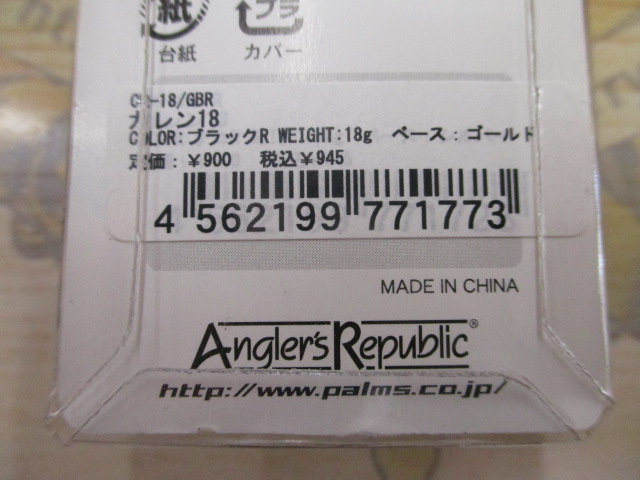 紙
プラ
台紙
カバー
18/GBR
レン18
COLOR:ブラックR WEIGHT:18g ベース:ゴールド
定価:¥900 税込¥945
4 562199 771773
MADE IN CHINA
Angler's Republic®
http://www.palms.co.jp/